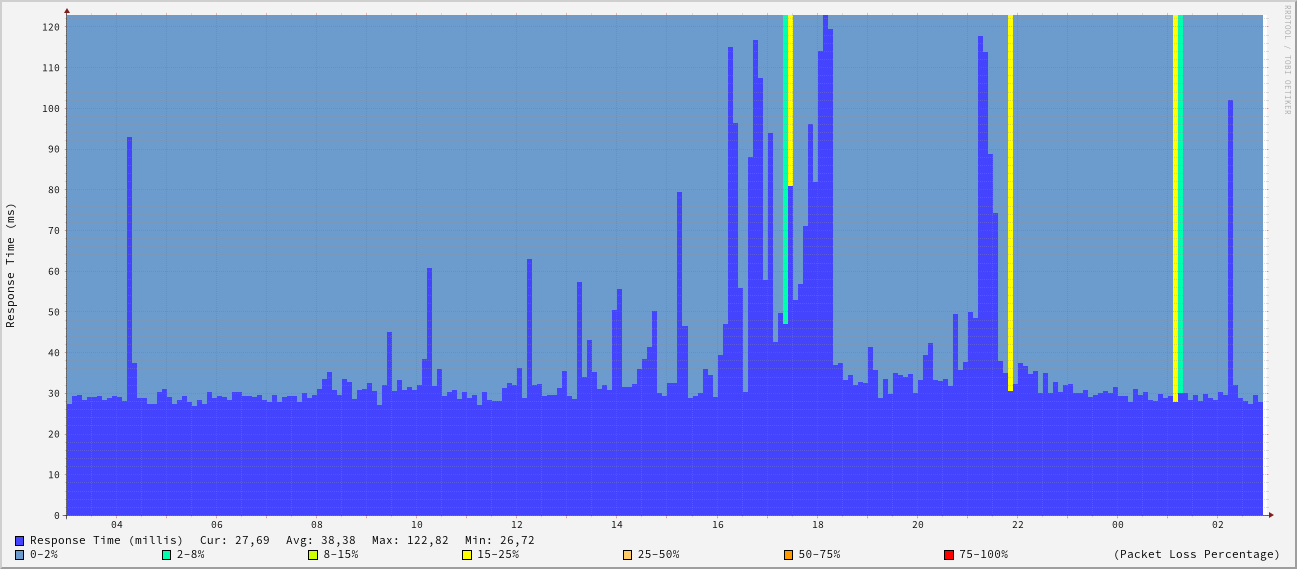 RRDTOOL / TOBI OETIKER
Response Time (ms)
120
110
100
90
80
70
60
50
40
30
20
10
0
04 06 08 10 12 14 16 18 20 22 00 02
Response Time (millis) Cur: 27,69 Avg: 38,38 Max: 122,82 Min: 26,72
0-2% 2-8% 8-15% 15-25% 25-50% 50-75% 75-100% (Packet Loss Percentage)